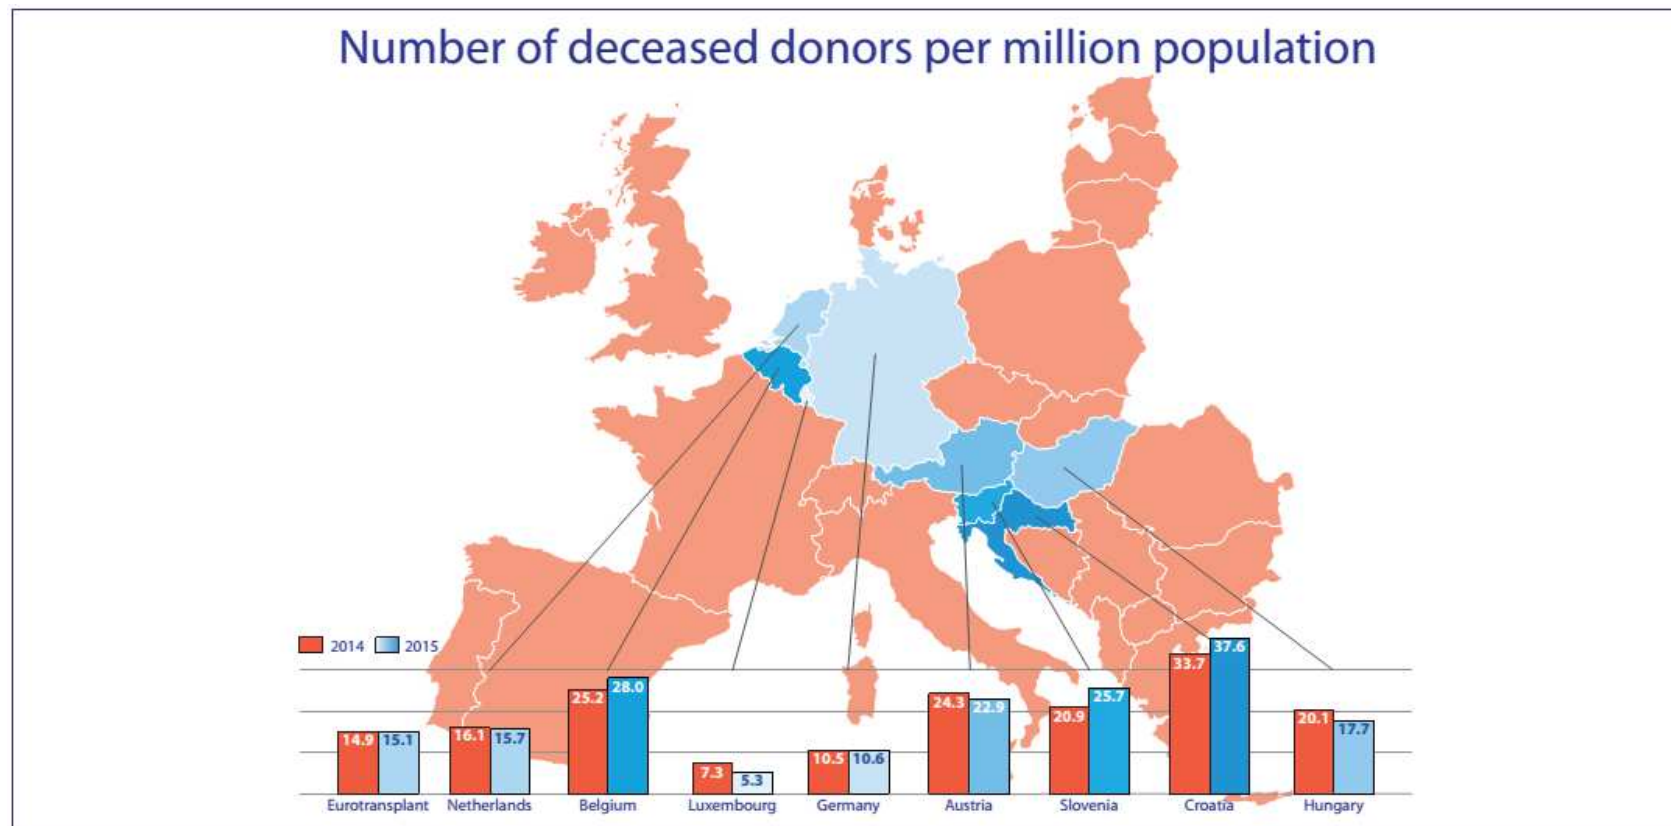 Number of deceased donors per million population
2014 2015
14.9 15.1 16.1 15.7 25.2 28.0 7.3 5.3 10.5 10.6 24.3 22.9 20.9 25.7 33.7 37.6 20.1 17.7
Eurotransplant Netherlands Belgium Luxembourg Germany Austria Slovenia Croatia Hungary